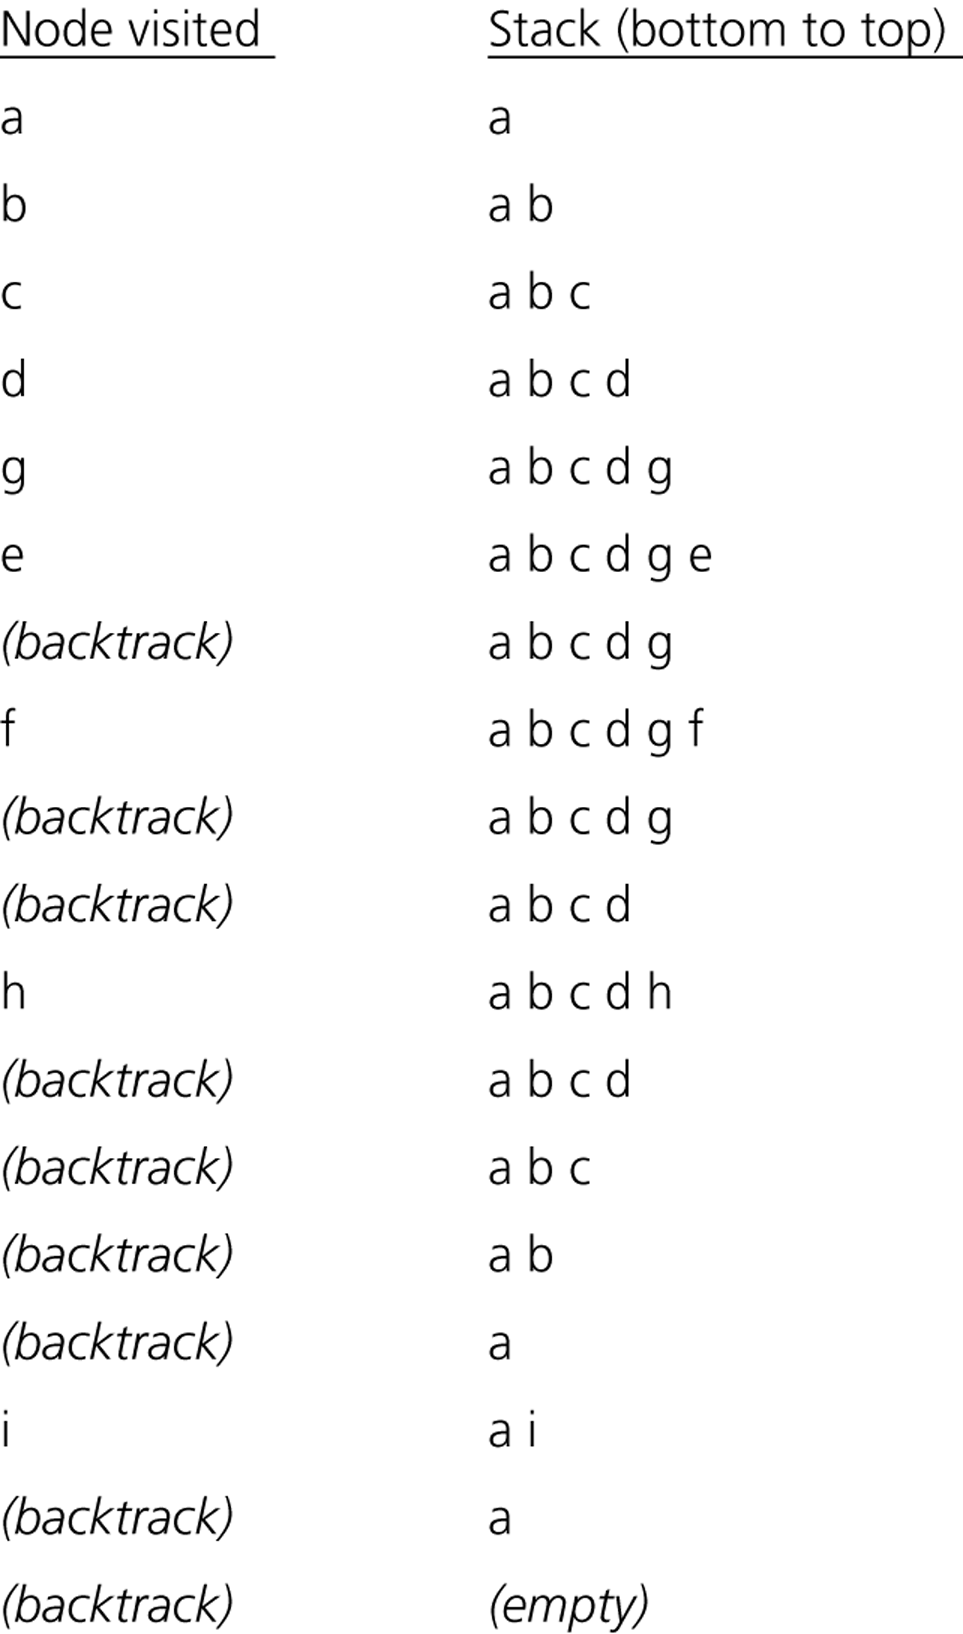 Node visited Stack (bottom to top)
a a
b a b
c a b c
d a b c d
g a b c d g
e a b c d g e
(backtrack) a b c d g
f a b c d g f
(backtrack) a b c d g
(backtrack) a b c d
h a b c d h
(backtrack) a b c d
(backtrack) a b c
(backtrack) a b
(backtrack) a
i a i
(backtrack) a
(backtrack) (empty)